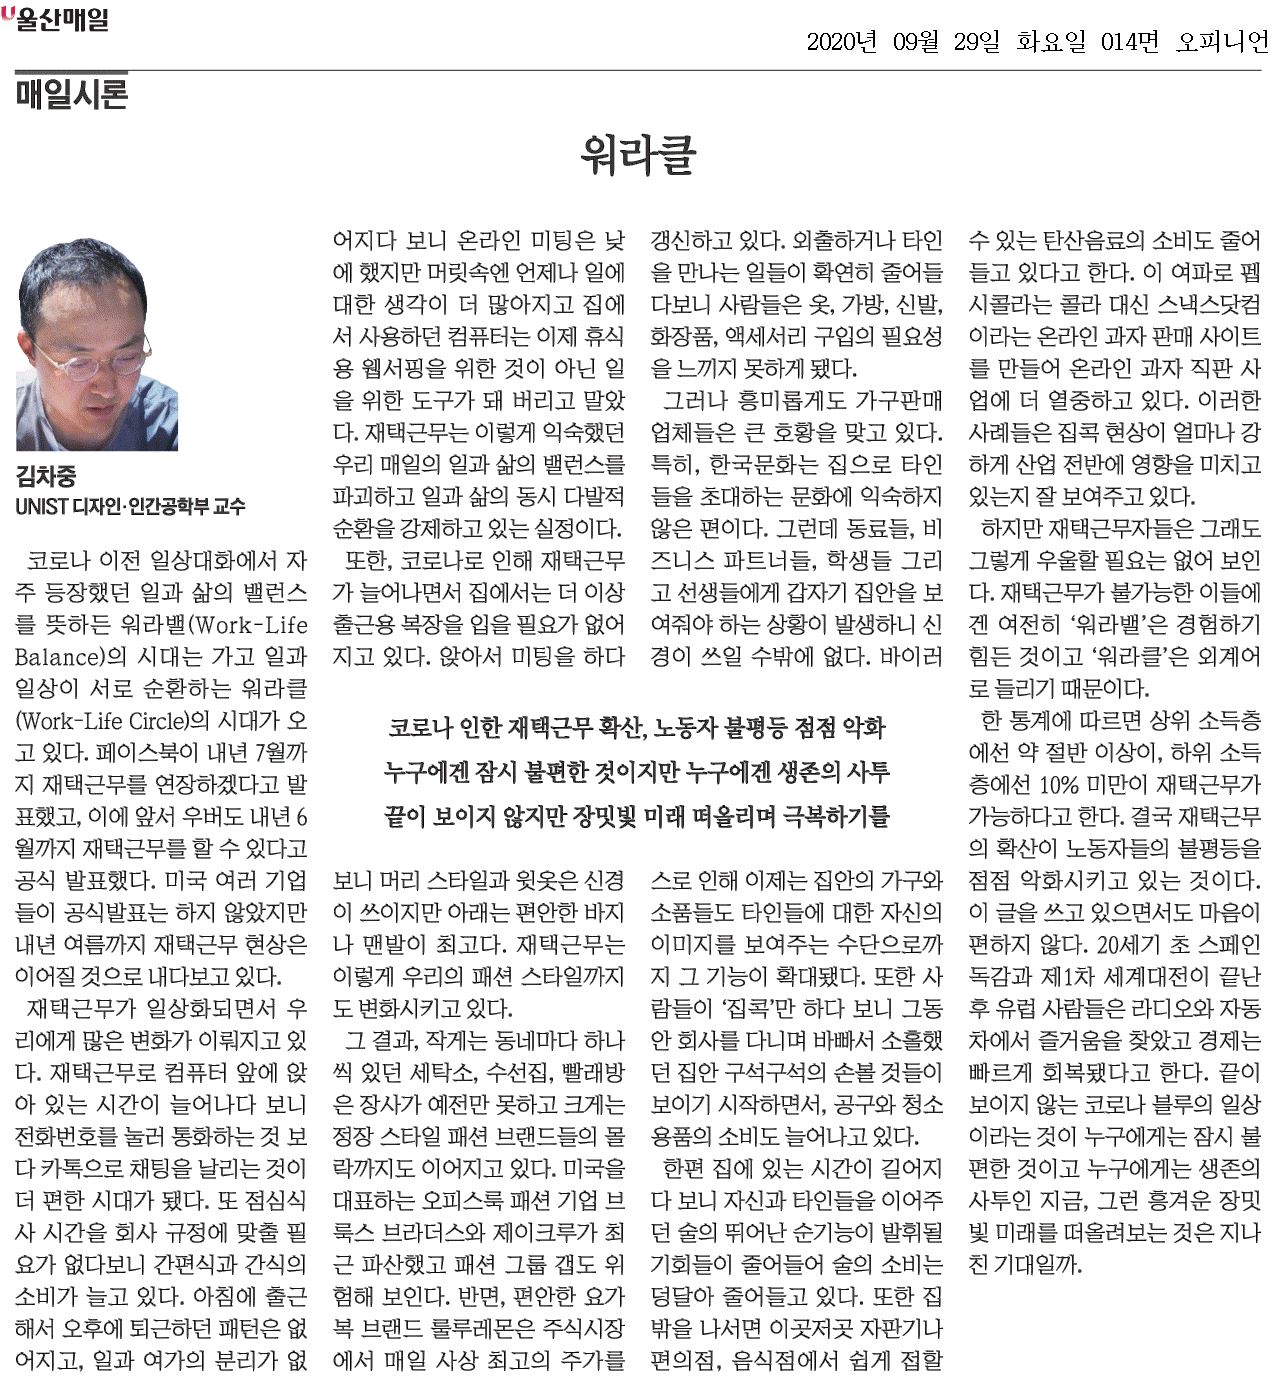 울산매일
2020년 09월 29일 화요일 014면 오피니언
매일시론
워라클
김차중
UNIST 디자인·인간공학부 교수
코로나 이전 일상대화에서 자
주 등장했던 일과 삶의 밸런스
를 뜻하든 워라밸(Work-Life
Balance)의 시대는 가고 일과
일상이 서로 순환하는 워라클
(Work-Life Circle)의 시대가 오
고 있다. 페이스북이 내년 7월까
지 재택근무를 연장하겠다고 발
표했고, 이에 앞서 우버도 내년 6
월까지 재택근무를 할 수 있다고
공식 발표했다. 미국 여러 기업
들이 공식발표는 하지 않았지만
내년 여름까지 재택근무 현상은
이어질 것으로 내다보고 있다.
재택근무가 일상화되면서 우
리에게 많은 변화가 이뤄지고 있
다. 재택근무로 컴퓨터 앞에 앉
아 있는 시간이 늘어나다 보니
전화번호를 눌러 통화하는 것 보
다 카톡으로 채팅을 날리는 것이
더 편한 시대가 됐다. 또 점심식
사 시간을 회사 규정에 맞출 필
요가 없다보니 간편식과 간식의
소비가 늘고 있다. 아침에 출근
해서 오후에 퇴근하던 패턴은 없
어지고, 일과 여가의 분리가 없
어지다 보니 온라인 미팅은 낮
에 했지만 머릿속엔 언제나 일에
대한 생각이 더 많아지고 집에
서 사용하던 컴퓨터는 이제 휴식
용 웹서핑을 위한 것이 아닌 일
을 위한 도구가 돼 버리고 말았
다. 재택근무는 이렇게 익숙했던
우리 매일의 일과 삶의 밸런스를
파괴하고 일과 삶의 동시 다발적
순환을 강제하고 있는 실정이다.
또한, 코로나로 인해 재택근무
가 늘어나면서 집에서는 더 이상
출근용 복장을 입을 필요가 없어
지고 있다. 앉아서 미팅을 하다
코로나 인한 재택근무 확산, 노동자 불평등 점점 악화
누구에겐 잠시 불편한 것이지만 누구에겐 생존의 사투
끝이 보이지 않지만 장밋빛 미래 떠올리며 극복하기를
보니 머리 스타일과 윗옷은 신경
이 쓰이지만 아래는 편안한 바지
나 맨발이 최고다. 재택근무는
이렇게 우리의 패션 스타일까지
도 변화시키고 있다.
그 결과, 작게는 동네마다 하나
씩 있던 세탁소, 수선집, 빨래방
은 장사가 예전만 못하고 크게는
정장 스타일 패션 브랜드들의 몰
락까지도 이어지고 있다. 미국을
대표하는 오피스룩 패션 기업 브
룩스 브라더스와 제이크루가 최
근 파산했고 패션 그룹 갭도 위
험해 보인다. 반면, 편안한 요가
복 브랜드 룰루레몬은 주식시장
에서 매일 사상 최고의 주가를
갱신하고 있다. 외출하거나 타인
을 만나는 일들이 확연히 줄어들
다보니 사람들은 옷, 가방, 신발,
화장품, 액세서리 구입의 필요성
을 느끼지 못하게 됐다.
그러나 흥미롭게도 가구판매
업체들은 큰 호황을 맞고 있다.
특히, 한국문화는 집으로 타인
들을 초대하는 문화에 익숙하지
않은 편이다. 그런데 동료들, 비
즈니스 파트너들, 학생들 그리
고 선생들에게 갑자기 집안을 보
여줘야 하는 상황이 발생하니 신
경이 쓰일 수밖에 없다. 바이러
스로 인해 이제는 집안의 가구와
소품들도 타인들에 대한 자신의
이미지를 보여주는 수단으로까
지 그 기능이 확대됐다. 또한 사
람들이 ‘집콕’만 하다 보니 그동
안 회사를 다니며 바빠서 소홀했
던 집안 구석구석의 손볼 것들이
보이기 시작하면서, 공구와 청소
용품의 소비도 늘어나고 있다.
한편 집에 있는 시간이 길어지
다 보니 자신과 타인들을 이어주
던 술의 뛰어난 순기능이 발휘될
기회들이 줄어들어 술의 소비는
덩달아 줄어들고 있다. 또한 집
밖을 나서면 이곳저곳 자판기나
편의점, 음식점에서 쉽게 접할
수 있는 탄산음료의 소비도 줄어
들고 있다고 한다. 이 여파로 펩
시콜라는 콜라 대신 스낵스닷컴
이라는 온라인 과자 판매 사이트
를 만들어 온라인 과자 직판 사
업에 더 열중하고 있다. 이러한
사례들은 집콕 현상이 얼마나 강
하게 산업 전반에 영향을 미치고
있는지 잘 보여주고 있다.
하지만 재택근무자들은 그래도
그렇게 우울할 필요는 없어 보인
다. 재택근무가 불가능한 이들에
겐 여전히 ‘워라밸’은 경험하기
힘든 것이고 ‘워라클’은 외계어
로 들리기 때문이다.
한 통계에 따르면 상위 소득층
에선 약 절반 이상이, 하위 소득
층에선 10% 미만이 재택근무가
가능하다고 한다. 결국 재택근무
의 확산이 노동자들의 불평등을
점점 악화시키고 있는 것이다.
이 글을 쓰고 있으면서도 마음이
편하지 않다. 20세기 초 스페인
독감과 제1차 세계대전이 끝난
후 유럽 사람들은 라디오와 자동
차에서 즐거움을 찾았고 경제는
빠르게 회복됐다고 한다. 끝이
보이지 않는 코로나 블루의 일상
이라는 것이 누구에게는 잠시 불
편한 것이고 누구에게는 생존의
사투인 지금, 그런 흥겨운 장밋
빛 미래를 떠올려보는 것은 지나
친 기대일까.